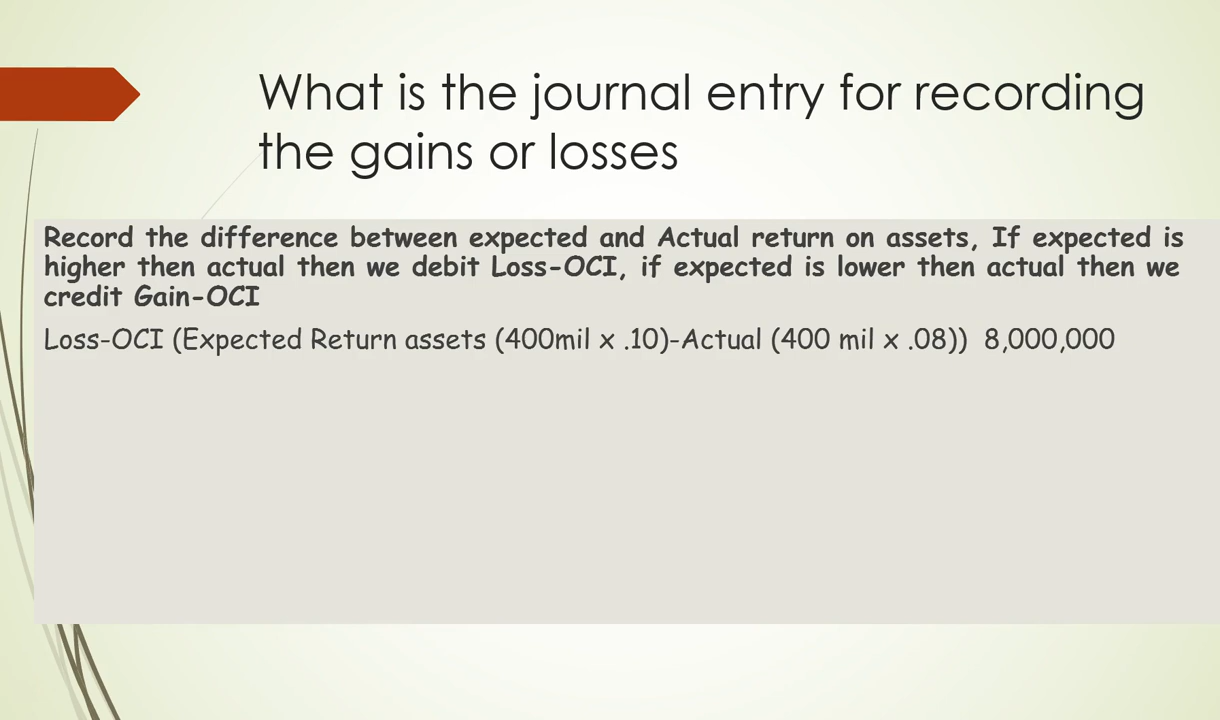 What is the journal entry for recording
the gains or losses
Record the difference between expected and Actual return on assets, If expected is
higher then actual then we debit Loss-OCI, if expected is lower then actual then we
credit Gain-OCI
Loss-OCI (Expected Return assets (400mil x .10)-Actual (400 mil x .08)) 8,000,000